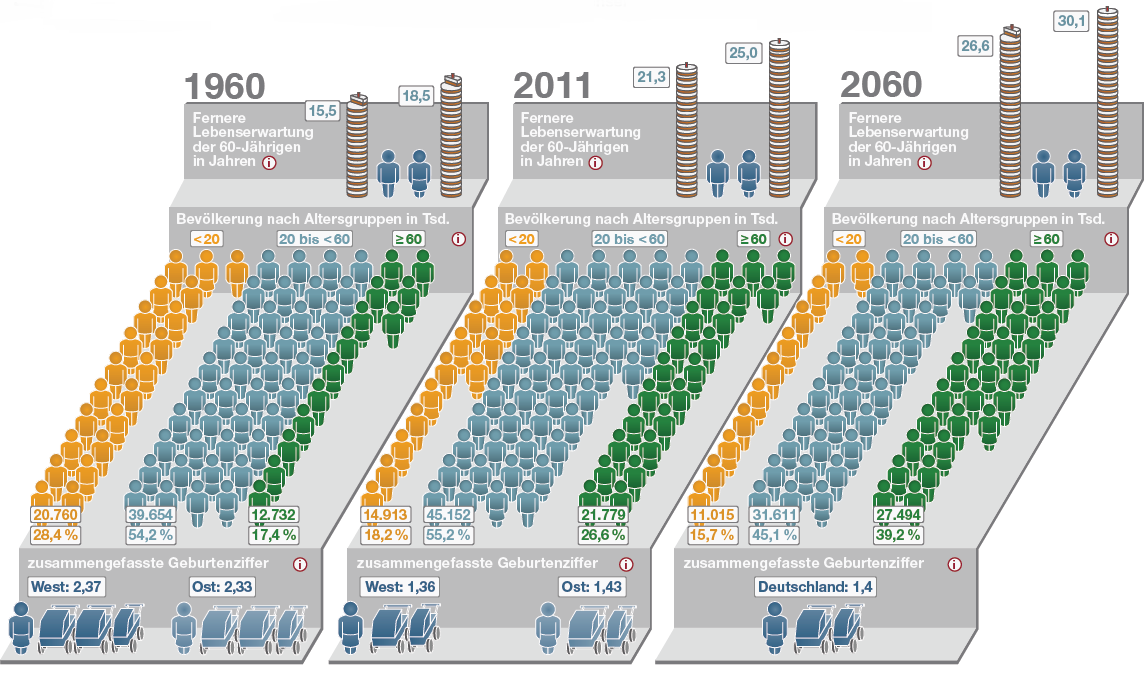 1960
15,5
18,5
Fernere
Lebenserwartung
der 60-Jährigen
in Jahren i
Bevölkerung nach Altersgruppen in Tsd.
<20
20 bis <60
≥60
i
20.760
39.654
12.732
28,4 %
54,2 %
17,4 %
zusammengefasste Geburtenziffer
i
West: 2,37
Ost: 2,33
2011
21,3
25,0
Fernere
Lebenserwartung
der 60-Jährigen
in Jahren i
Bevölkerung nach Altersgruppen in Tsd.
<20
20 bis <60
≥60
i
14.913
45.152
21.779
18,2 %
55,2 %
26,6 %
zusammengefasste Geburtenziffer
i
West: 1,36
Ost: 1,43
2060
26,6
30,1
Fernere
Lebenserwartung
der 60-Jährigen
in Jahren i
Bevölkerung nach Altersgruppen in Tsd.
<20
20 bis <60
≥60
i
11.015
31.611
27.494
15,7 %
45,1 %
39,2 %
zusammengefasste Geburtenziffer
i
Deutschland: 1,4